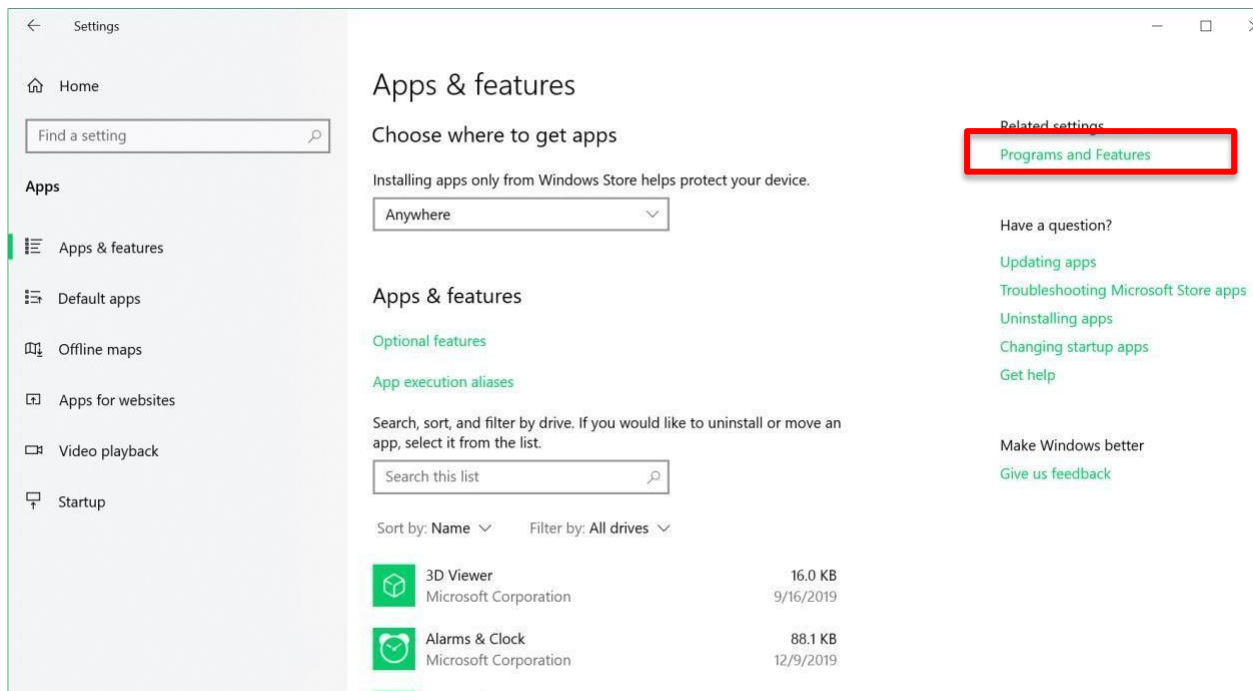 Settings
Home
Find a setting
Apps
Apps & features
Default apps
Offline maps
Apps for websites
Video playback
Startup
Apps & features
Choose where to get apps
Installing apps only from Windows Store helps protect your device.
Anywhere
Apps & features
Optional features
App execution aliases
Search, sort, and filter by drive. If you would like to uninstall or move an
app, select it from the list.
Search this list
Sort by: Name Filter by: All drives
3D Viewer 16.0 KB
Microsoft Corporation 9/16/2019
Alarms & Clock 88.1 KB
Microsoft Corporation 12/9/2019
Related settings
Programs and Features
Have a question?
Updating apps
Troubleshooting Microsoft Store apps
Uninstalling apps
Changing startup apps
Get help
Make Windows better
Give us feedback